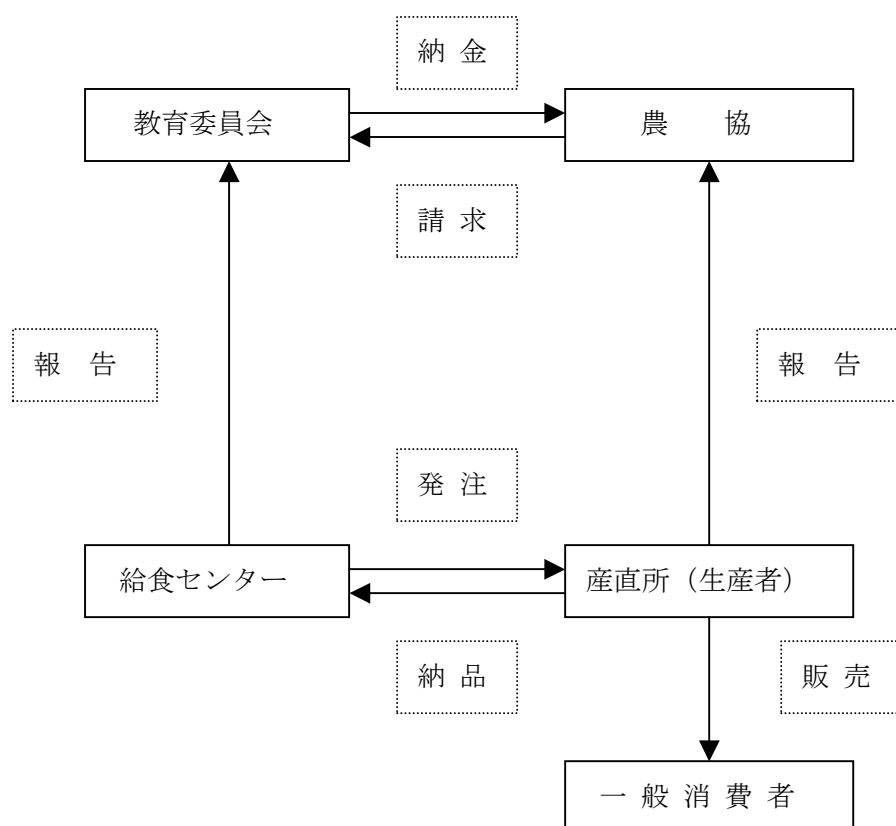 納 金
教育委員会
農 協
請 求
報 告
報 告
発 注
給食センター
産直所（生産者）
納 品
販 売
一 般 消 費 者